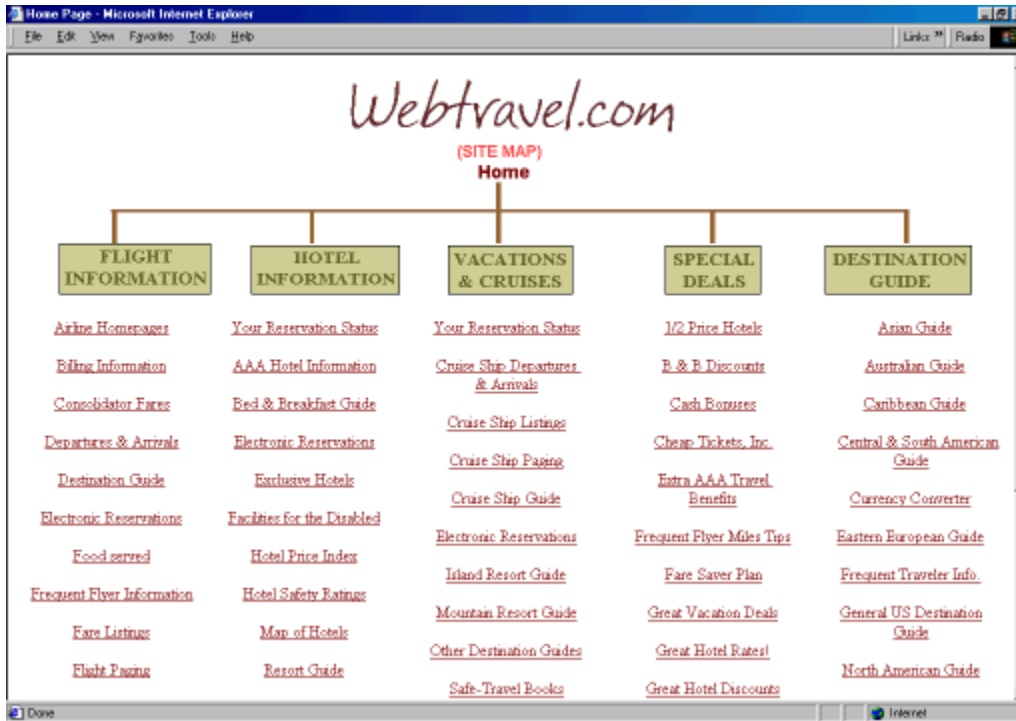 Home Page - Microsoft Internet Explorer
File Edit View Favorites Tools Help
Links » Radio
Webtravel.com
(SITE MAP)
Home
FLIGHT
INFORMATION
Airline Homepages
Billing Information
Consolidator Fares
Departures & Arrivals
Destination Guide
Electronic Reservations
Food served
Frequent Flyer Information
Fare Listings
Flight Paging
HOTEL
INFORMATION
Your Reservation Status
AAA Hotel Information
Bed & Breakfast Guide
Electronic Reservations
Exclusive Hotels
Facilities for the Disabled
Hotel Price Index
Hotel Safety Ratings
Map of Hotels
Resort Guide
VACATIONS
& CRUISES
Your Reservation Status
Cruise Ship Departures
& Arrivals
Cruise Ship Listings
Cruise Ship Paging
Cruise Ship Guide
Electronic Reservations
Island Resort Guide
Mountain Resort Guide
Other Destination Guides
Safe-Travel Books
SPECIAL
DEALS
1/2 Price Hotels
B & B Discounts
Cash Bonuses
Cheap Tickets, Inc.
Extra AAA Travel
Benefits
Frequent Flyer Miles Tips
Fare Saver Plan
Great Vacation Deals
Great Hotel Rates!
Great Hotel Discounts
DESTINATION
GUIDE
Asian Guide
Australian Guide
Caribbean Guide
Central & South American
Guide
Currency Converter
Eastern European Guide
Frequent Traveler Info.
General US Destination
Guide
North American Guide
Done
Internet